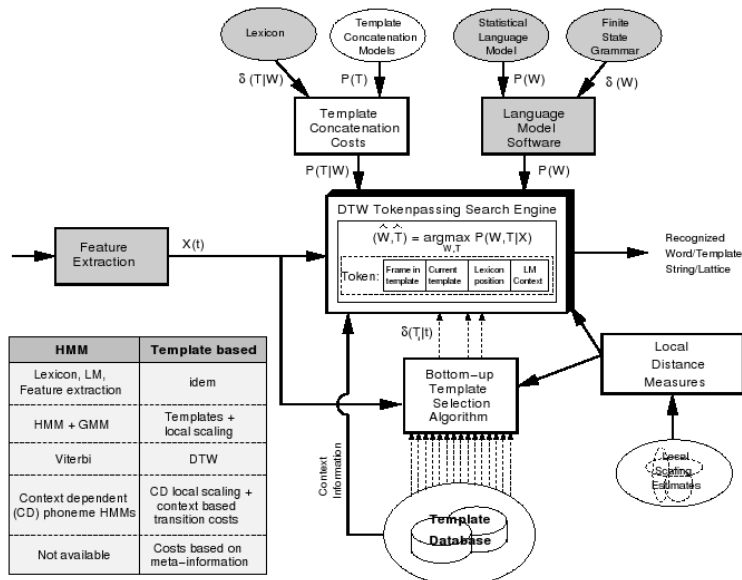 Lexicon
Template
Concatenation
Models
Statistical
Language
Model
Finite
State
Grammar
δ (T|W)
P(T)
P(W)
δ (W)
Template
Concatenation
Costs
Language
Model
Software
P(T|W)
P(W)
DTW Tokenpassing Search Engine
(Ŵ,T̂) = argmax P(W,T|X)
W,T
Token:
Frame in
template
Current
template
Lexicon
position
LM
Context
Feature
Extraction
X(t)
Recognized
Word/Template
String/Lattice
δ(Tᵢ|t)
Bottom-up
Template
Selection
Algorithm
Local
Distance
Measures
Local
Scaling
Estimates
Context
Information
Template
Database
HMM
Template based
Lexicon, LM,
Feature extraction
idem
HMM + GMM
Templates +
local scaling
Viterbi
DTW
Context dependent
(CD) phoneme HMMs
CD local scaling +
context based
transition costs
Not available
Costs based on
meta-information